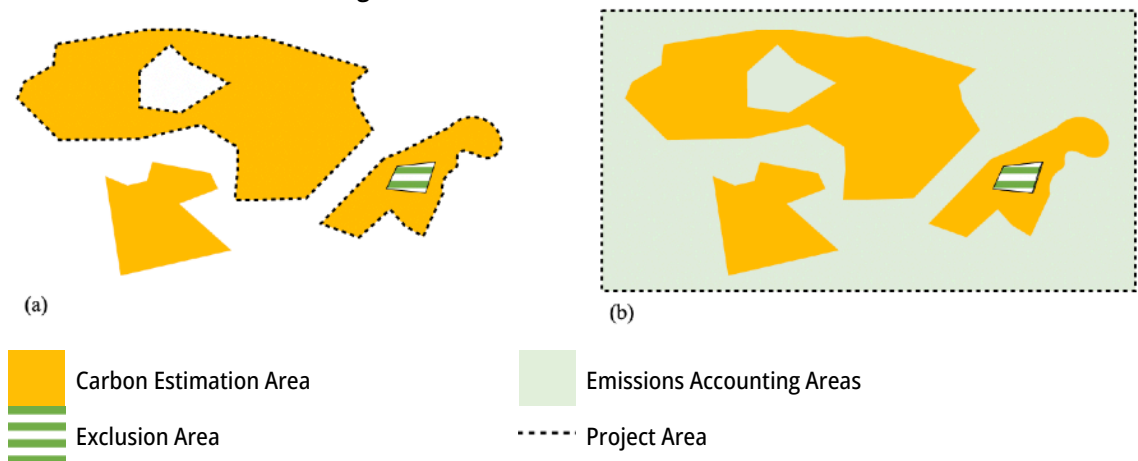 (a)
(b)
Carbon Estimation Area
Emissions Accounting Areas
Exclusion Area
Project Area